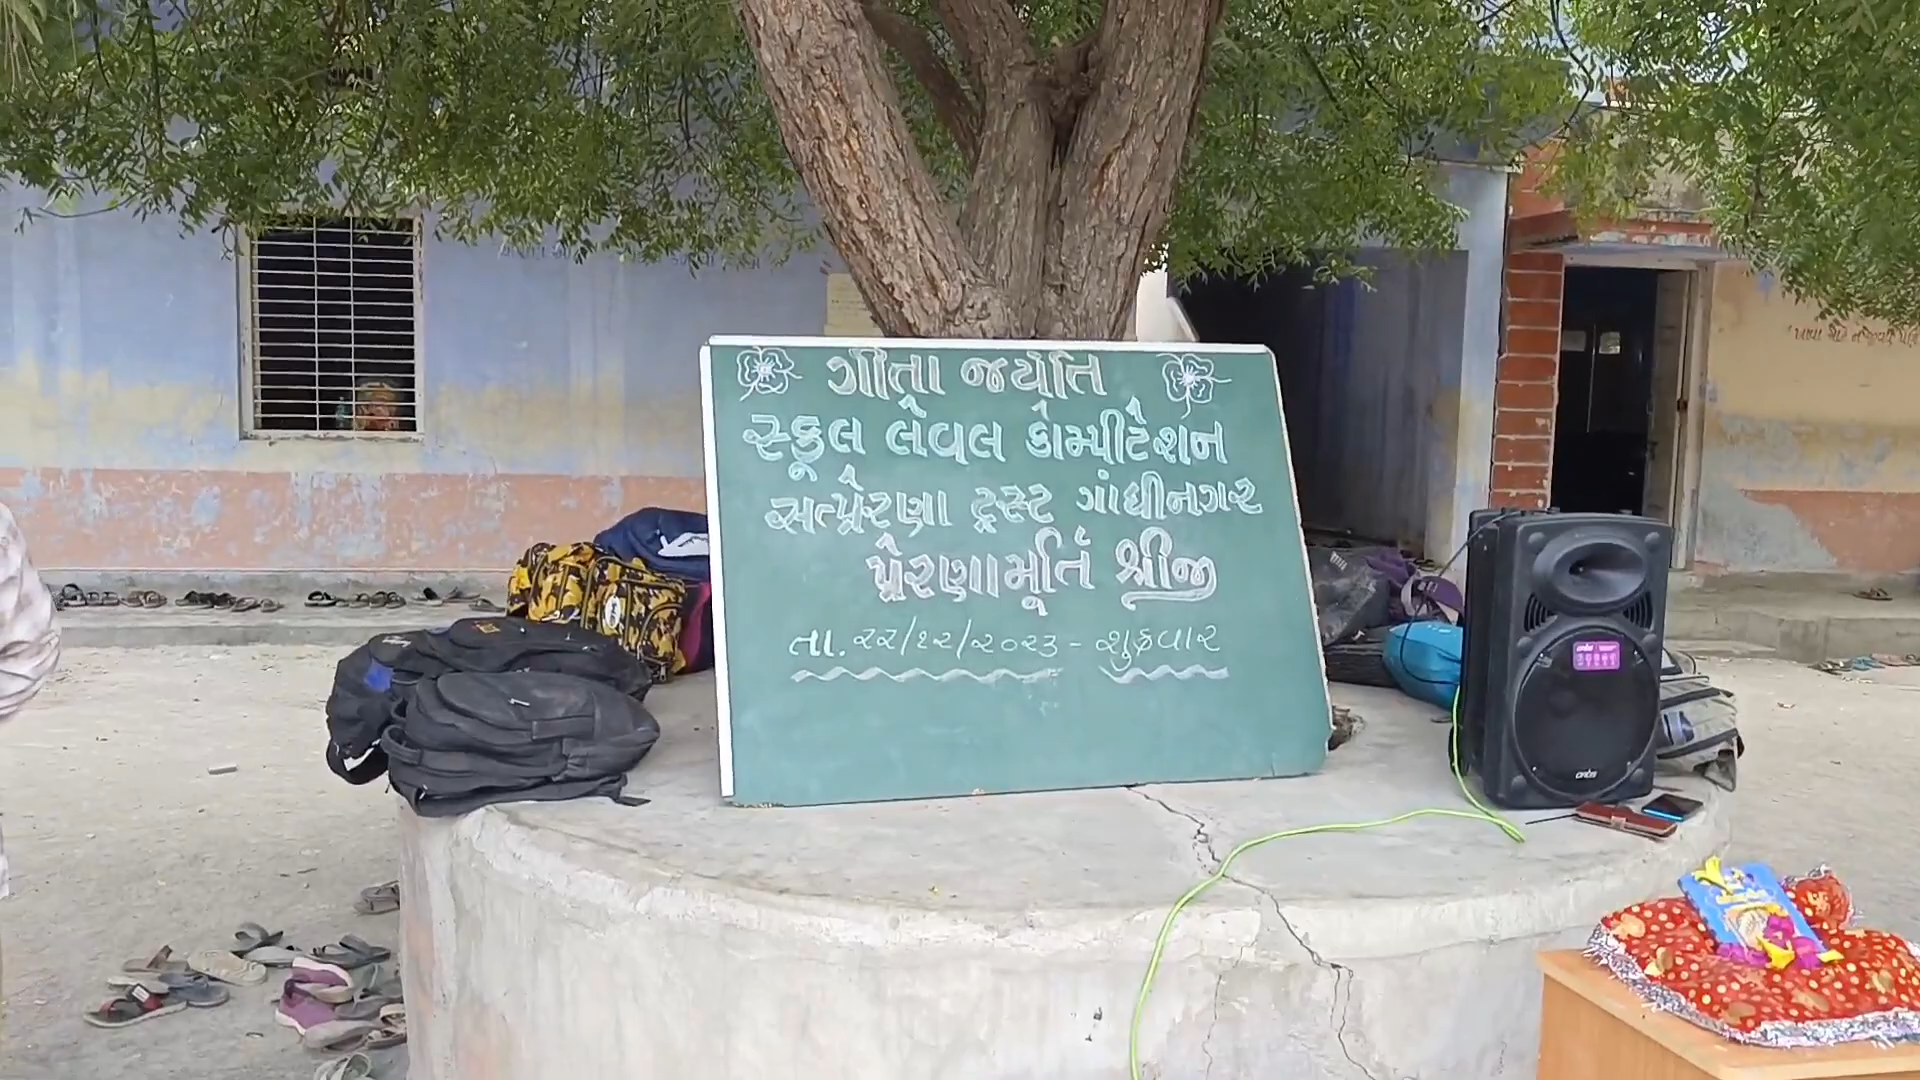 ગીતા જયંતિ
સ્કૂલ લેવલ કોમ્પીટેશન
સત્પ્રેરણા ટ્રસ્ટ ગાંધીનગર
પ્રેરણામૂર્તિ શ્રીજી
તા. ૨૨/૧૨/૨૦૨૩ - શુક્રવાર